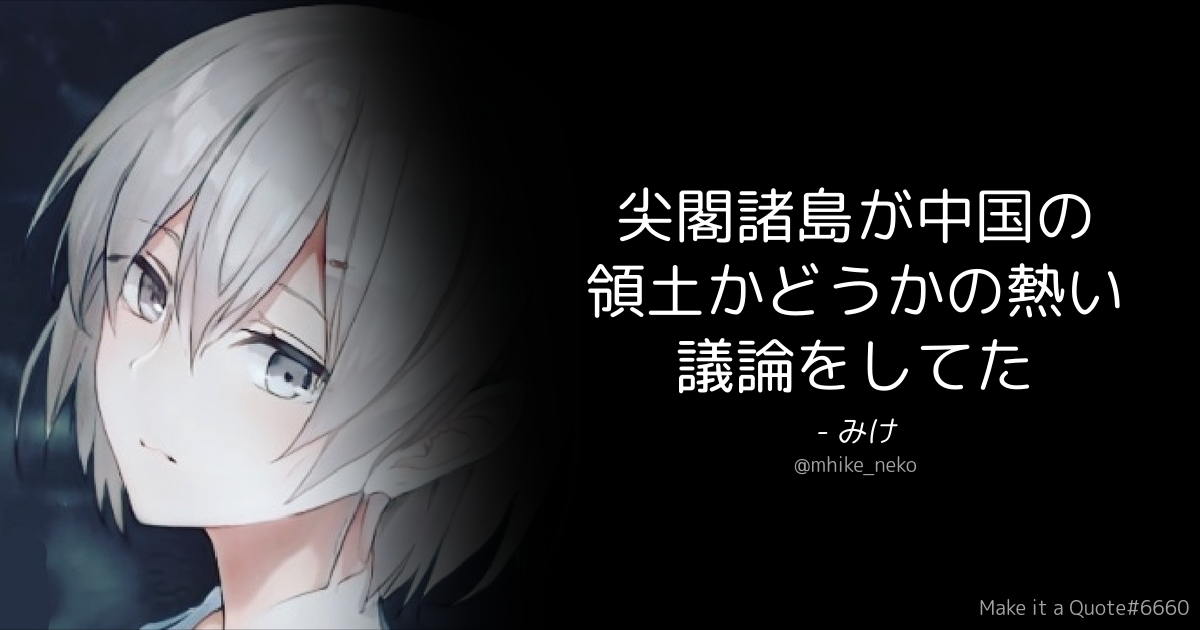 尖閣諸島が中国の
領土かどうかの熱い
議論をしてた
- みけ
@mhike_neko
Make it a Quote#6660